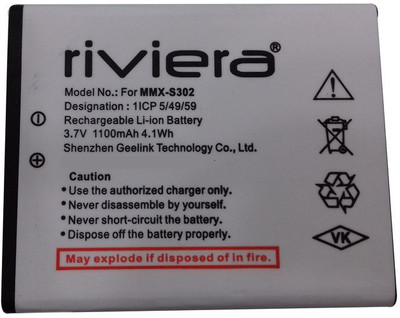 riviera®
Model No.: For MMX-S302
Designation : 1ICP 5/49/59
Rechargeable Li-ion Battery
3.7V 1100mAh 4.1Wh
Shenzhen Geelink Technology Co., Ltd.
Caution :
•Use the authorized charger only.
•Never disassemble by yourself.
•Never short-circuit the battery.
•Dispose off the battery properly.
May explode if disposed of in fire.
VK